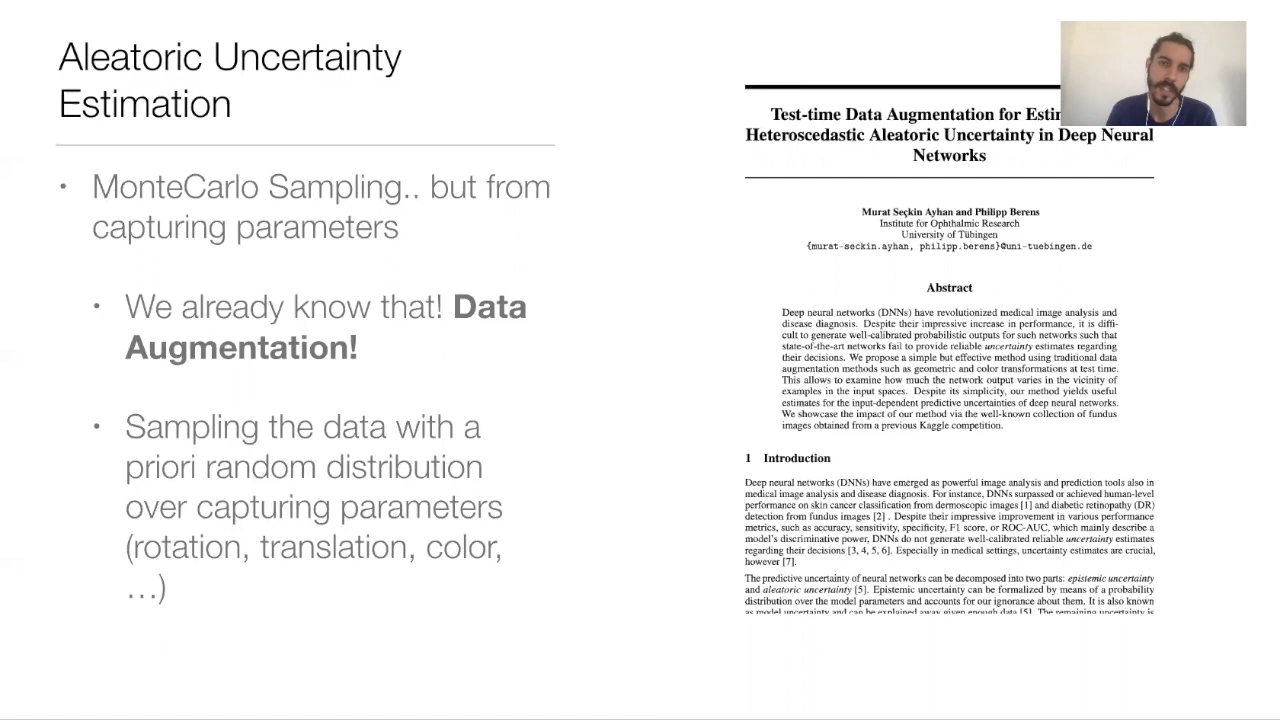 Aleatoric Uncertainty
Estimation
• MonteCarlo Sampling.. but from
capturing parameters
• We already know that! Data
Augmentation!
• Sampling the data with a
priori random distribution
over capturing parameters
(rotation, translation, color,
…)
Test-time Data Augmentation for
Heteroscedastic Aleatoric Uncertainty in Deep Neural
Networks
Murat Seçkin Ayhan and Philipp Berens
Institute for Ophthalmic Research
University of Tübingen
{murat-seckin.ayhan, philipp.berens}@uni-tuebingen.de
Abstract
Deep neural networks (DNNs) have revolutionized medical image analysis and
disease diagnosis. Despite their impressive increase in performance, it is diffi-
cult to generate well-calibrated probabilistic outputs for such networks such that
state-of-the-art networks fail to provide reliable uncertainty estimates regarding
their decisions. We propose a simple but effective method using traditional data
augmentation methods such as geometric and color transformations at test time.
This allows to examine how much the network output varies in the vicinity of
examples in the input spaces. Despite its simplicity, our method yields useful
estimates for the input-dependent predictive uncertainties of deep neural networks.
We showcase the impact of our method via the well-known collection of fundus
images obtained from a previous Kaggle competition.
1 Introduction
Deep neural networks (DNNs) have emerged as powerful image analysis and prediction tools also in
medical image analysis and disease diagnosis. For instance, DNNs surpassed or achieved human-level
performance on skin cancer classification from dermoscopic images [1] and diabetic retinopathy (DR)
detection from fundus images [2] . Despite their impressive improvement in various performance
metrics, such as accuracy, sensitivity, specificity, F1 score, or ROC-AUC, which mainly describe a
model's discriminative power, DNNs do not generate well-calibrated reliable uncertainty estimates
regarding their decisions [3, 4, 5, 6]. Especially in medical settings, uncertainty estimates are crucial,
however [7].
The predictive uncertainty of neural networks can be decomposed into two parts: epistemic uncertainty
and aleatoric uncertainty [5]. Epistemic uncertainty can be formalized by means of a probability
distribution over the model parameters and accounts for our ignorance about them. It is also known
as model uncertainty and can be explained away given enough data [5]. The remaining uncertainty is